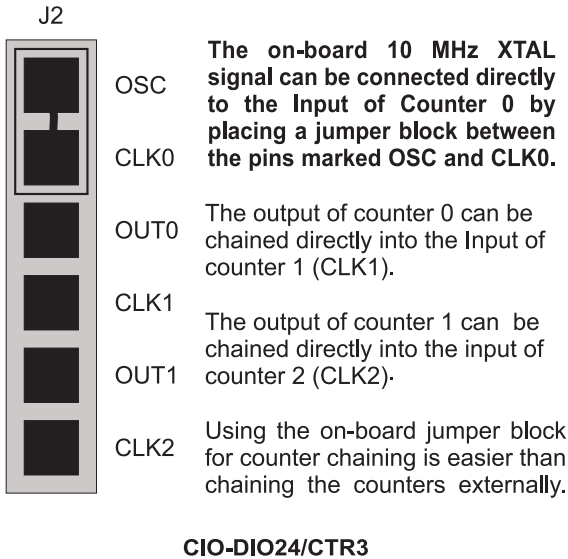 J2
OSC
CLK0
OUT0
CLK1
OUT1
CLK2
The on-board 10 MHz XTAL
signal can be connected directly
to the Input of Counter 0 by
placing a jumper block between
the pins marked OSC and CLK0.
The output of counter 0 can be
chained directly into the Input of
counter 1 (CLK1).
The output of counter 1 can be
chained directly into the input of
counter 2 (CLK2).
Using the on-board jumper block
for counter chaining is easier than
chaining the counters externally.
CIO-DIO24/CTR3